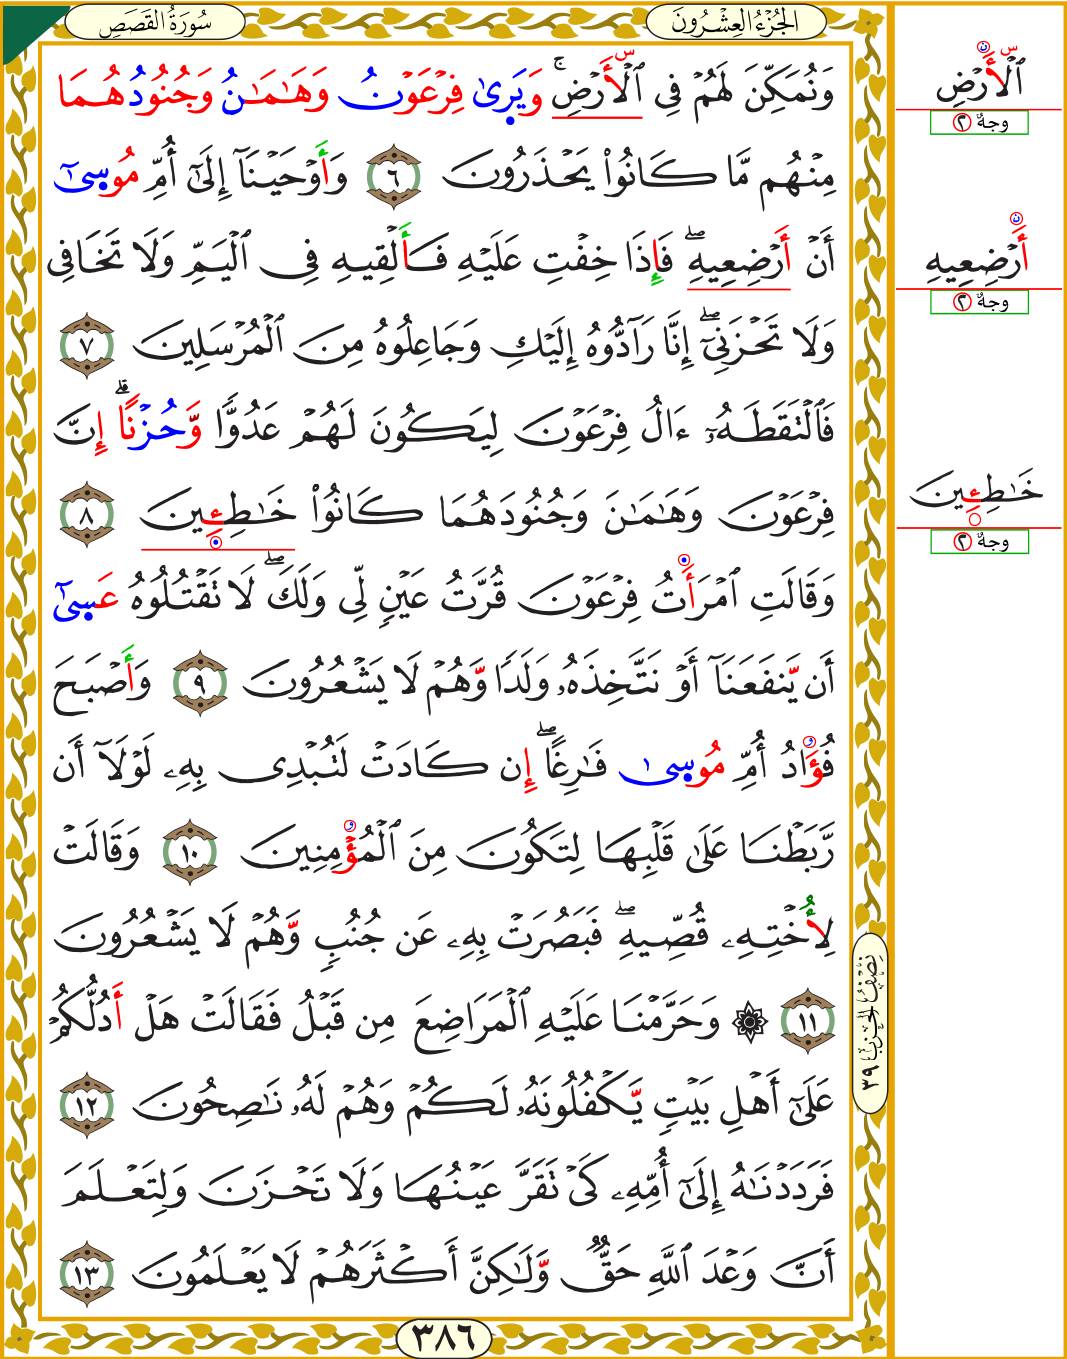 سُورَةُ القَصَصِ
الجُزْءُ العِشْرُونَ
وَنُمَكِّنَ لَهُمۡ فِي ٱلۡأَرۡضِۚ وَيَرَىٰ فِرۡعَوۡنُ وَهَٰمَٰنُ وَجُنُودُهُمَا
مِنۡهُم مَّا كَانُواْ يَحۡذَرُونَ ٦ وَأَوۡحَيۡنَآ إِلَىٰٓ أُمِّ مُوسَىٰٓ
أَنۡ أَرۡضِعِيهِۖ فَإِذَا خِفۡتِ عَلَيۡهِ فَأَلۡقِيهِ فِي ٱلۡيَمِّ وَلَا تَخَافِي
وَلَا تَحۡزَنِيٓۖ إِنَّا رَآدُّوهُ إِلَيۡكِ وَجَاعِلُوهُ مِنَ ٱلۡمُرۡسَلِينَ ٧
فَٱلۡتَقَطَهُۥٓ ءَالُ فِرۡعَوۡنَ لِيَكُونَ لَهُمۡ عَدُوّٗا وَّحُزۡنًاۗ إِنَّ
فِرۡعَوۡنَ وَهَٰمَٰنَ وَجُنُودَهُمَا كَانُواْ خَٰطِـِٔينَ ٨
وَقَالَتِ ٱمۡرَأَتُ فِرۡعَوۡنَ قُرَّتُ عَيۡنٖ لِّي وَلَكَۖ لَا تَقۡتُلُوهُ عَسَىٰٓ
أَن يَّنفَعَنَآ أَوۡ نَتَّخِذَهُۥ وَلَدٗا وَّهُمۡ لَا يَشۡعُرُونَ ٩ وَأَصۡبَحَ
فُؤَادُ أُمِّ مُوسَىٰ فَٰرِغًاۖ إِن كَادَتۡ لَتُبۡدِي بِهِۦ لَوۡلَآ أَن
رَّبَطۡنَا عَلَىٰ قَلۡبِهَا لِتَكُونَ مِنَ ٱلۡمُؤۡمِنِينَ ١٠ وَقَالَتۡ
لِأُخۡتِهِۦ قُصِّيهِۖ فَبَصُرَتۡ بِهِۦ عَن جُنُبٖ وَّهُمۡ لَا يَشۡعُرُونَ
١١ ۞ وَحَرَّمۡنَا عَلَيۡهِ ٱلۡمَرَاضِعَ مِن قَبۡلُ فَقَالَتۡ هَلۡ أَدُلُّكُمۡ
عَلَىٰٓ أَهۡلِ بَيۡتٖ يَّكۡفُلُونَهُۥ لَكُمۡ وَهُمۡ لَهُۥ نَٰصِحُونَ ١٢
فَرَدَدۡنَٰهُ إِلَىٰٓ أُمِّهِۦ كَيۡ تَقَرَّ عَيۡنُهَا وَلَا تَحۡزَنَ وَلِتَعۡلَمَ
أَنَّ وَعۡدَ ٱللَّهِ حَقّٞ وَّلَٰكِنَّ أَكۡثَرَهُمۡ لَا يَعۡلَمُونَ ١٣
٣٨٦
نِصْفُ الحِزْبِ ٣٩
ٱلۡأَرۡضِ
وجهٌ ٢
أَرۡضِعِيهِ
وجهٌ ٢
خَٰطِـِٔينَ
وجهٌ ٢